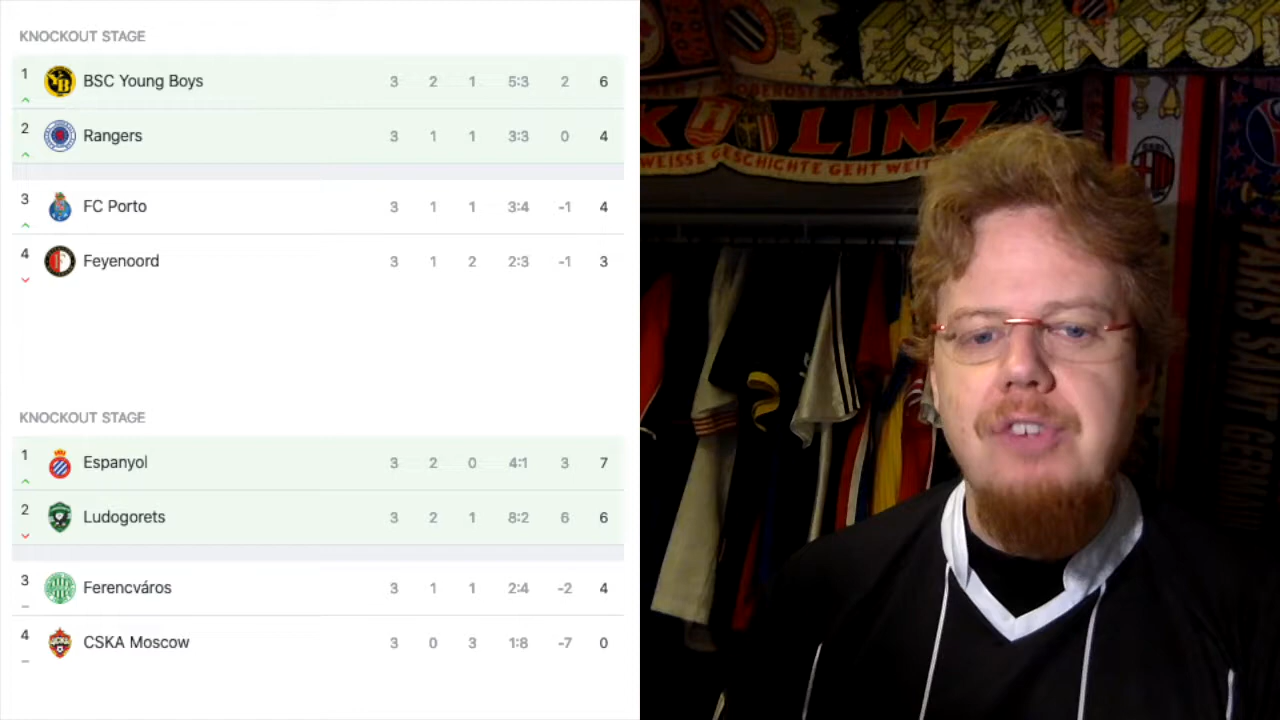 KNOCKOUT STAGE
1 BSC Young Boys 3 2 1 5:3 2 6
2 Rangers 3 1 1 3:3 0 4
3 FC Porto 3 1 1 3:4 -1 4
4 Feyenoord 3 1 2 2:3 -1 3
KNOCKOUT STAGE
1 Espanyol 3 2 0 4:1 3 7
2 Ludogorets 3 2 1 8:2 6 6
3 Ferencváros 3 1 1 2:4 -2 4
4 CSKA Moscow 3 0 3 1:8 -7 0
ESPANYOL
K LINZ
WEISSE GESCHICHTE GEHT WEIT
PARIS SAINT GERMAIN